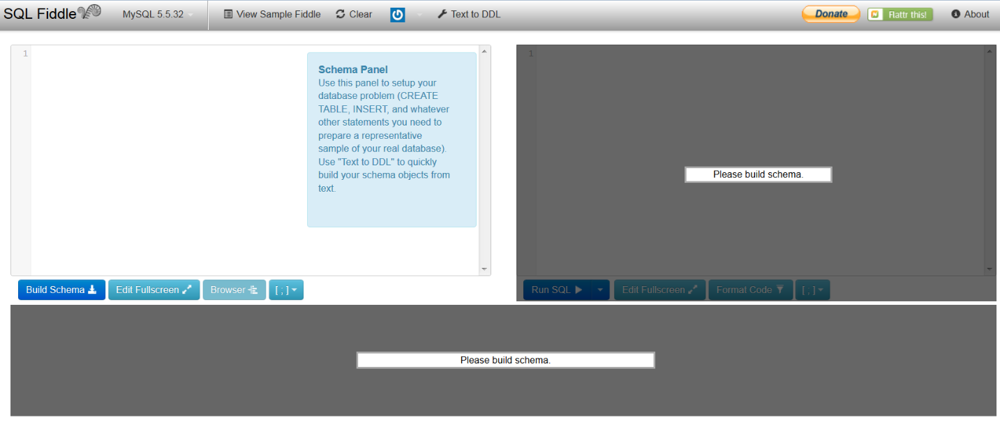 SQL Fiddle
MySQL 5.5.32
View Sample Fiddle
Clear
Text to DDL
Donate
Flattr this!
About
1
Schema Panel
Use this panel to setup your
database problem (CREATE
TABLE, INSERT, and whatever
other statements you need to
prepare a representative
sample of your real database).
Use "Text to DDL" to quickly
build your schema objects from
text.
Build Schema
Edit Fullscreen
Browser
[ ; ]
1
Please build schema.
Run SQL
Edit Fullscreen
Format Code
[ ; ]
Please build schema.